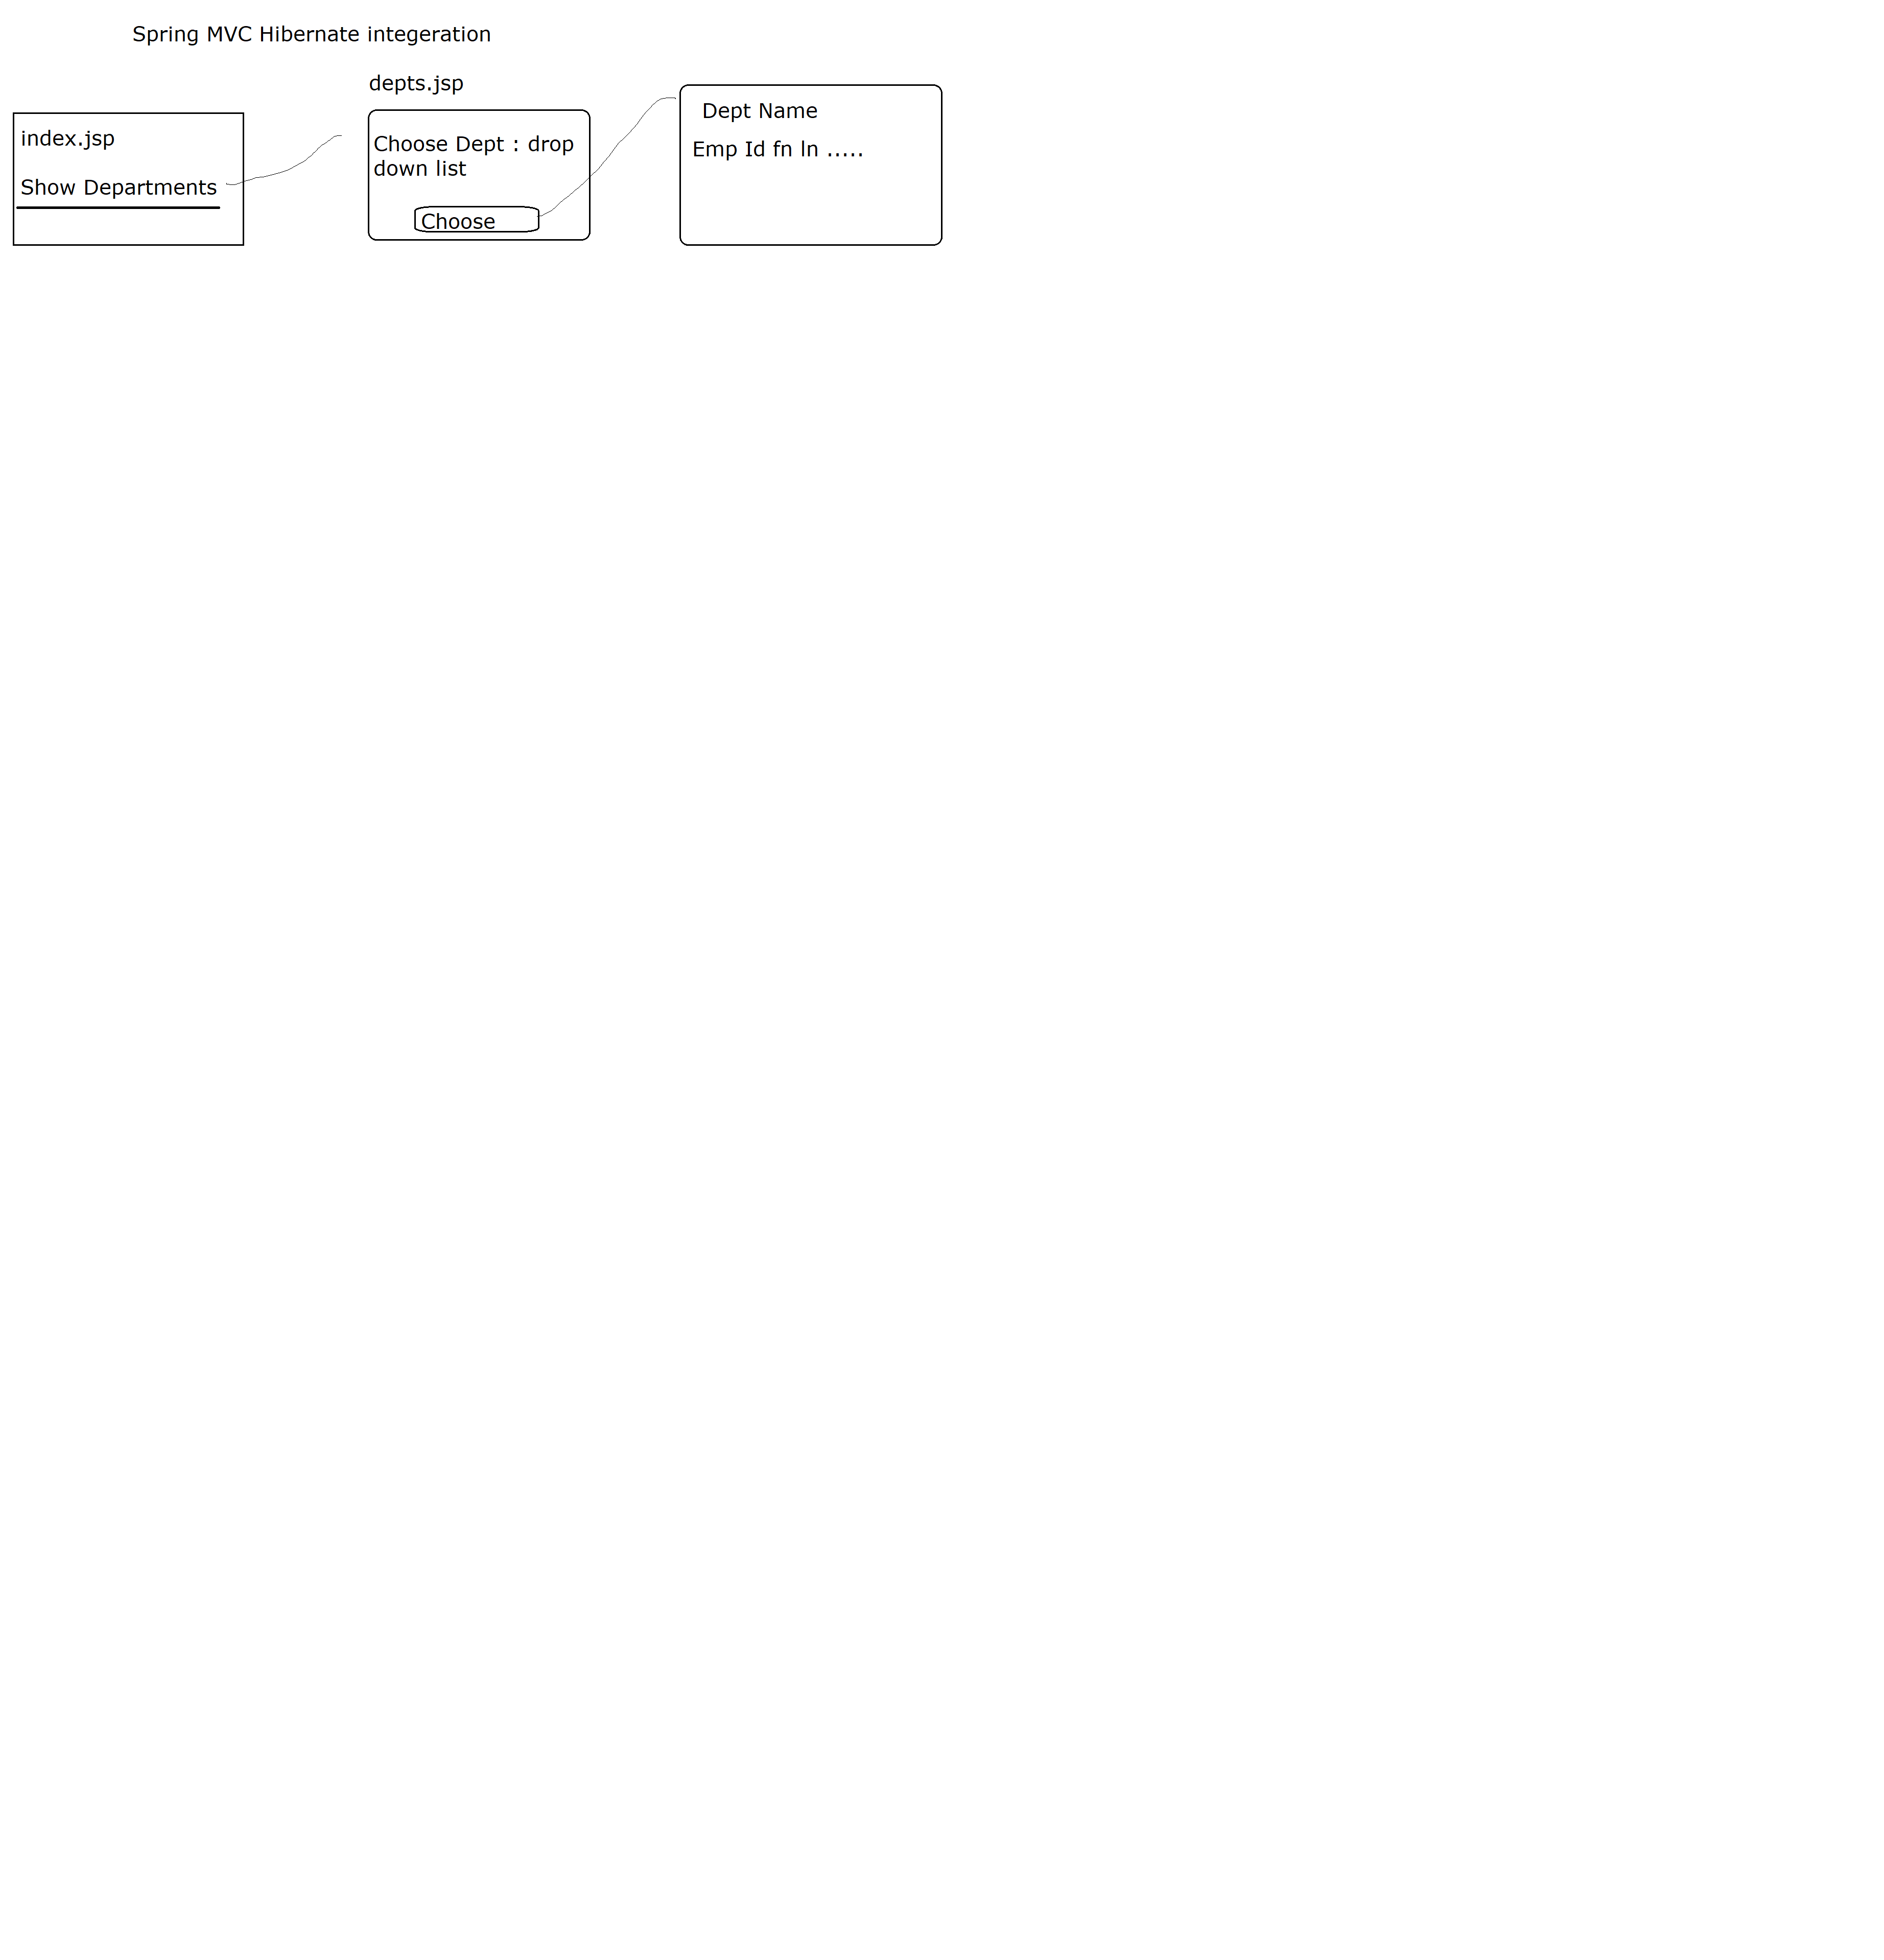 Spring MVC Hibernate integeration
index.jsp
Show Departments
depts.jsp
Choose Dept : drop
down list
Choose
Dept Name
Emp Id fn ln .....